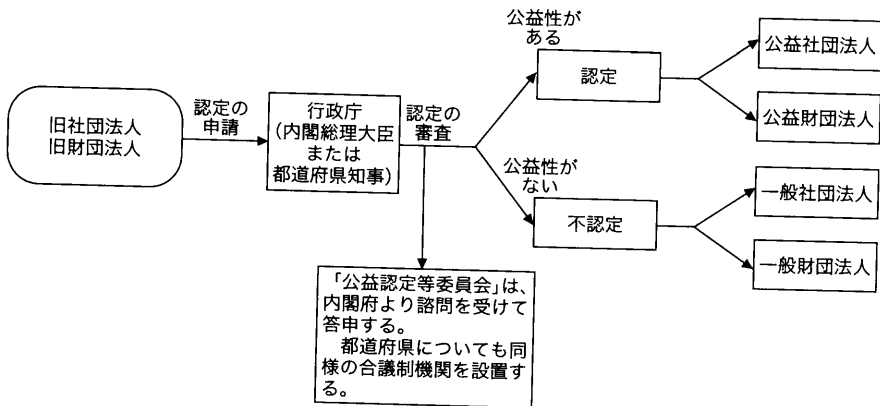 旧社団法人
旧財団法人
認定の
申請
行政庁
(内閣総理大臣
または
都道府県知事)
認定の
審査
「公益認定等委員会」は、
内閣府より諮問を受けて
答申する。
都道府県についても同
様の合議制機関を設置す
る。
公益性が
ある
認定
公益社団法人
公益財団法人
公益性が
ない
不認定
一般社団法人
一般財団法人